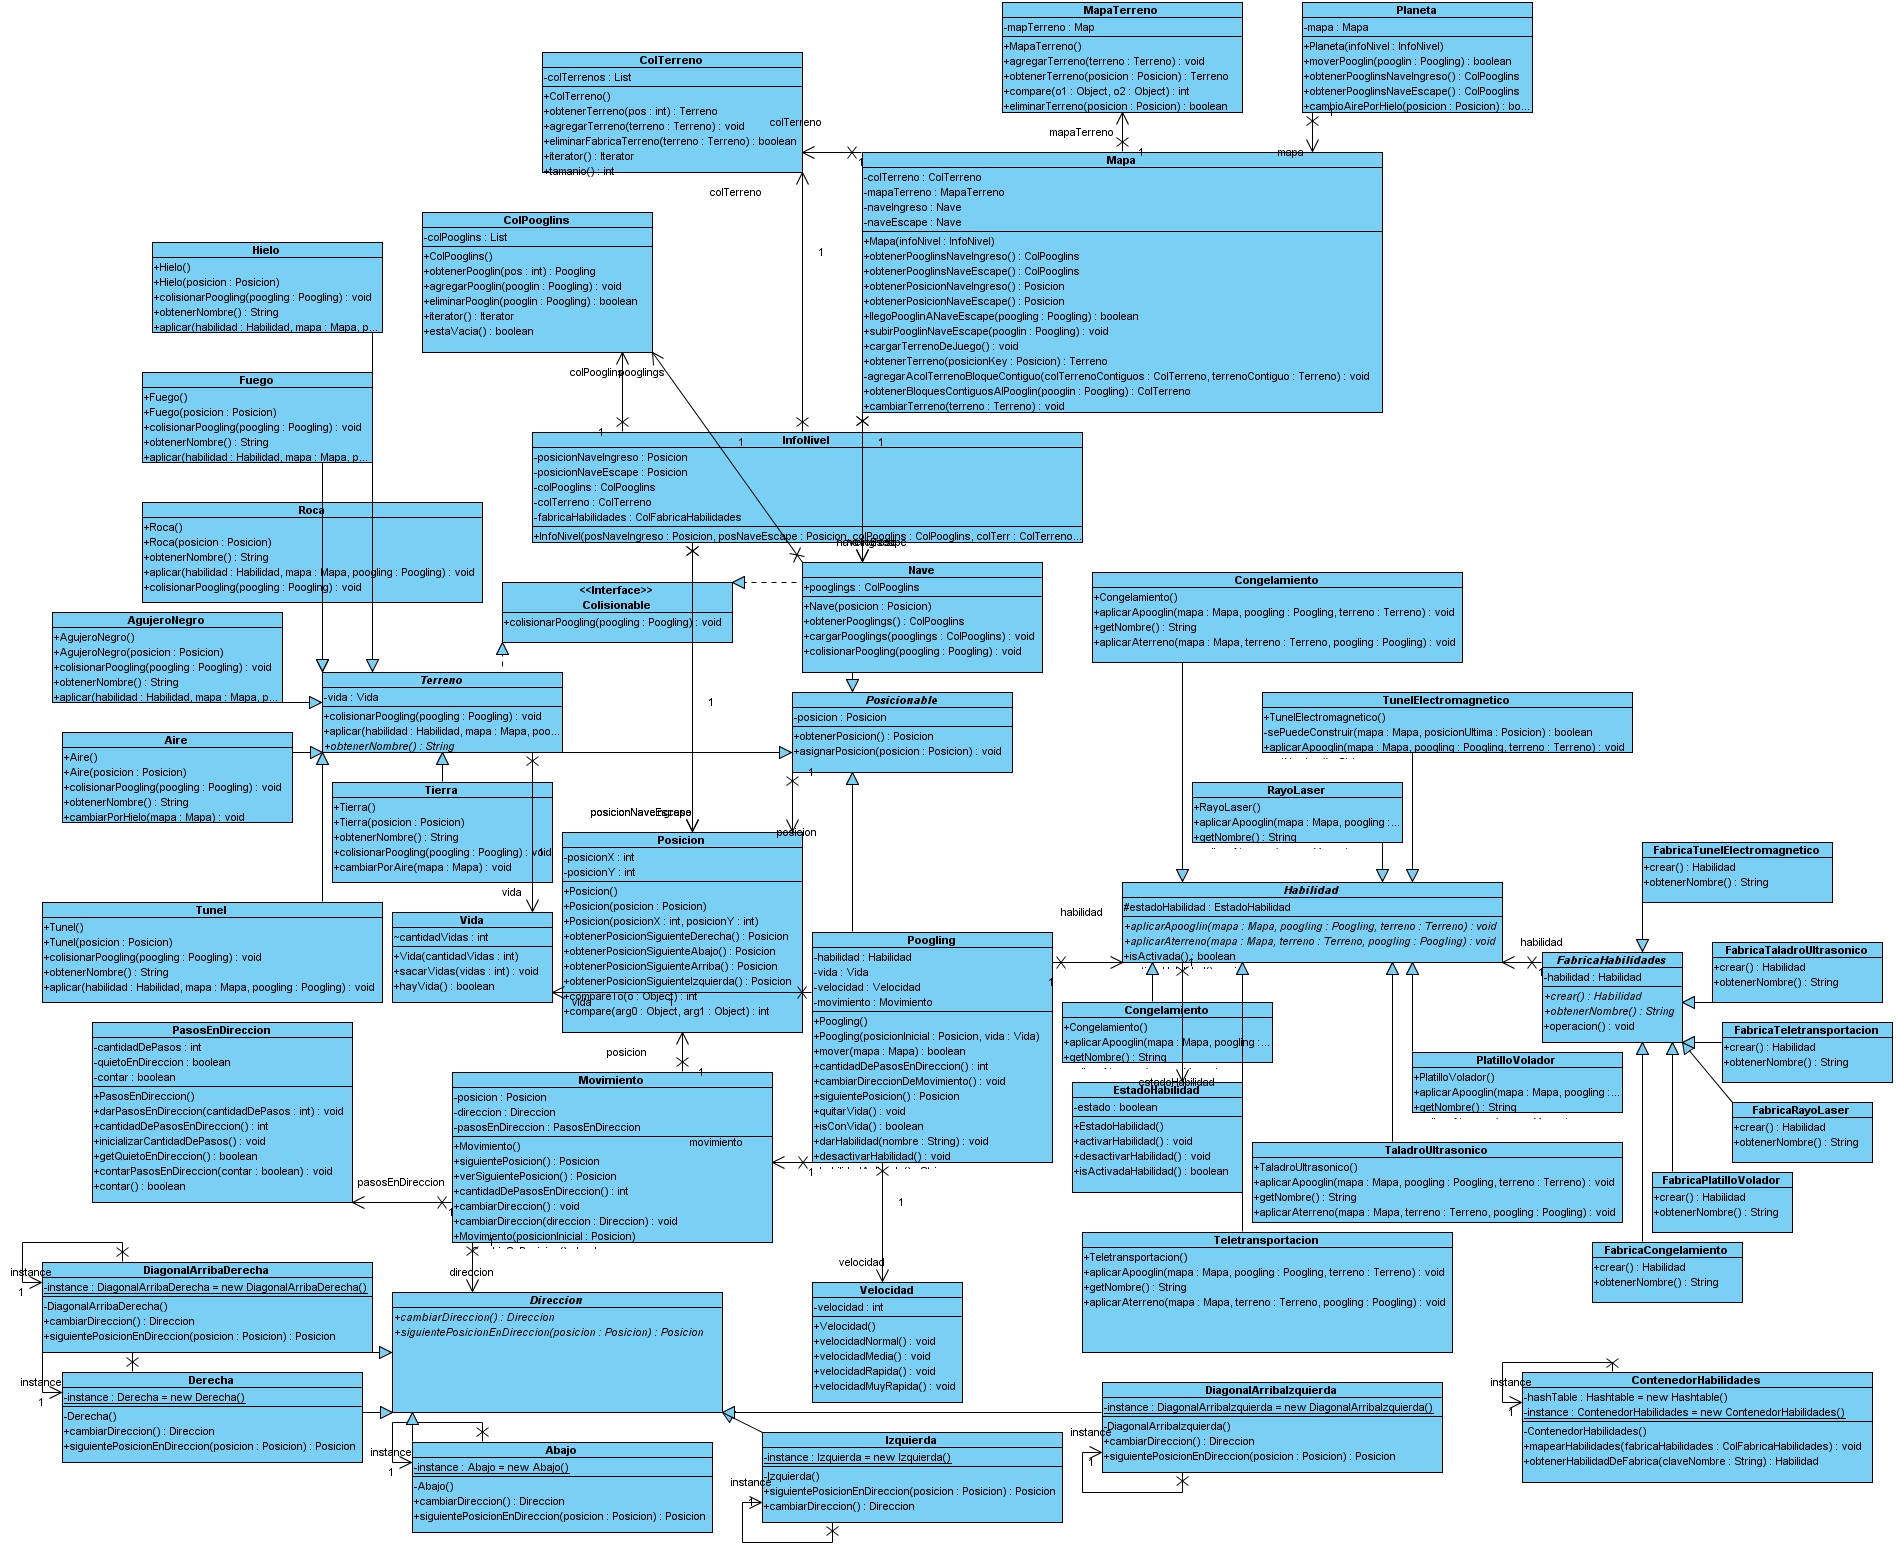 MapaTerreno
-mapTerreno : Map
+MapaTerreno()
+agregarTerreno(terreno : Terreno) : void
+obtenerTerreno(posicion : Posicion) : Terreno
+compare(o1 : Object, o2 : Object) : int
+eliminarTerreno(posicion : Posicion) : boolean
Planeta
-mapa : Mapa
+Planeta(infoNivel : InfoNivel)
+moverPooglin(pooglin : Poogling) : boolean
+obtenerPooglinsNaveIngreso() : ColPooglins
+obtenerPooglinsNaveEscape() : ColPooglins
+cambioAirePorHielo(posicion : Posicion) : bo...
ColTerreno
-colTerrenos : List
+ColTerreno()
+obtenerTerreno(pos : int) : Terreno
+agregarTerreno(terreno : Terreno) : void
+eliminarFabricaTerreno(terreno : Terreno) : boolean
+iterator() : Iterator
+tamanio() : int
colTerreno
mapaTerreno
1
mapa
1
1
colTerreno
1
Mapa
-colTerreno : ColTerreno
-mapaTerreno : MapaTerreno
-naveIngreso : Nave
-naveEscape : Nave
+Mapa(infoNivel : InfoNivel)
+obtenerPooglinsNaveIngreso() : ColPooglins
+obtenerPooglinsNaveEscape() : ColPooglins
+obtenerPosicionNaveIngreso() : Posicion
+obtenerPosicionNaveEscape() : Posicion
+llegoPooglinANaveEscape(poogling : Poogling) : boolean
+subirPooglinNaveEscape(pooglin : Poogling) : void
+cargarTerrenoDeJuego() : void
+obtenerTerreno(posicionKey : Posicion) : Terreno
-agregarAcolTerrenoBloqueContiguo(colTerrenoContiguos : ColTerreno, terrenoContiguo : Terreno) : void
+obtenerBloquesContiguosAlPooglin(pooglin : Poogling) : ColTerreno
+cambiarTerreno(terreno : Terreno) : void
ColPooglins
-colPooglins : List
+ColPooglins()
+obtenerPooglin(pos : int) : Poogling
+agregarPooglin(pooglin : Poogling) : void
+eliminarPooglin(pooglin : Poogling) : boolean
+iterator() : Iterator
+estaVacia() : boolean
colPooglins
pooglings
1
1
1
Hielo
+Hielo()
+Hielo(posicion : Posicion)
+colisionarPoogling(poogling : Poogling) : void
+obtenerNombre() : String
+aplicar(habilidad : Habilidad, mapa : Mapa, p...
Fuego
+Fuego()
+Fuego(posicion : Posicion)
+colisionarPoogling(poogling : Poogling) : void
+obtenerNombre() : String
+aplicar(habilidad : Habilidad, mapa : Mapa, p...
InfoNivel
-posicionNaveIngreso : Posicion
-posicionNaveEscape : Posicion
-colPooglins : ColPooglins
-colTerreno : ColTerreno
-fabricaHabilidades : ColFabricaHabilidades
+InfoNivel(posNaveIngreso : Posicion, posNaveEscape : Posicion, colPooglins : ColPooglins, colTerr : ColTerreno...
Roca
+Roca()
+Roca(posicion : Posicion)
+obtenerNombre() : String
+aplicar(habilidad : Habilidad, mapa : Mapa, poogling : Poogling) : void
+colisionarPoogling(poogling : Poogling) : void
<<Interface>>
Colisionable
+colisionarPoogling(poogling : Poogling) : void
Nave
+pooglings : ColPooglins
+Nave(posicion : Posicion)
+obtenerPooglings() : ColPooglins
+cargarPooglings(pooglings : ColPooglins) : void
+colisionarPoogling(poogling : Poogling) : void
Congelamiento
+Congelamiento()
+aplicarApooglin(mapa : Mapa, poogling : Poogling, terreno : Terreno) : void
+getNombre() : String
+aplicarAterreno(mapa : Mapa, terreno : Terreno, poogling : Poogling) : void
AgujeroNegro
+AgujeroNegro()
+AgujeroNegro(posicion : Posicion)
+colisionarPoogling(poogling : Poogling) : void
+obtenerNombre() : String
+aplicar(habilidad : Habilidad, mapa : Mapa, p...
Terreno
-vida : Vida
+colisionarPoogling(poogling : Poogling) : void
+aplicar(habilidad : Habilidad, mapa : Mapa, poo...
+obtenerNombre() : String
1
Posicionable
-posicion : Posicion
+obtenerPosicion() : Posicion
+asignarPosicion(posicion : Posicion) : void
1
posicion
TunelElectromagnetico
+TunelElectromagnetico()
-sePuedeConstruir(mapa : Mapa, posicionUltima : Posicion) : boolean
+aplicarApooglin(mapa : Mapa, poogling : Poogling, terreno : Terreno) : void
Aire
+Aire()
+Aire(posicion : Posicion)
+colisionarPoogling(poogling : Poogling) : void
+obtenerNombre() : String
+cambiarPorHielo(mapa : Mapa) : void
Tierra
+Tierra()
+Tierra(posicion : Posicion)
+obtenerNombre() : String
+colisionarPoogling(poogling : Poogling) : void
+cambiarPorAire(mapa : Mapa) : void
1
vida
RayoLaser
+RayoLaser()
+aplicarApooglin(mapa : Mapa, poogling :...
+getNombre() : String
Posicion
-posicionX : int
-posicionY : int
+Posicion()
+Posicion(posicion : Posicion)
+Posicion(posicionX : int, posicionY : int)
+obtenerPosicionSiguienteDerecha() : Posicion
+obtenerPosicionSiguienteAbajo() : Posicion
+obtenerPosicionSiguienteArriba() : Posicion
+obtenerPosicionSiguienteIzquierda() : Posicion
+compareTo(o : Object) : int
+compare(arg0 : Object, arg1 : Object) : int
FabricaTunelElectromagnetico
+crear() : Habilidad
+obtenerNombre() : String
Habilidad
#estadoHabilidad : EstadoHabilidad
+aplicarApooglin(mapa : Mapa, poogling : Poogling, terreno : Terreno) : void
+aplicarAterreno(mapa : Mapa, terreno : Terreno, poogling : Poogling) : void
+isActivada() : boolean
habilidad
1
habilidad
1
1
Tunel
+Tunel()
+Tunel(posicion : Posicion)
+colisionarPoogling(poogling : Poogling) : void
+obtenerNombre() : String
+aplicar(habilidad : Habilidad, mapa : Mapa, poogling : Poogling) : void
Vida
~cantidadVidas : int
+Vida(cantidadVidas : int)
+sacarVidas(vidas : int) : void
+hayVida() : boolean
vida
1
Poogling
-habilidad : Habilidad
-vida : Vida
-velocidad : Velocidad
-movimiento : Movimiento
+Poogling()
+Poogling(posicionInicial : Posicion, vida : Vida)
+mover(mapa : Mapa) : boolean
+cantidadDePasosEnDireccion() : int
+cambiarDireccionDeMovimiento() : void
+siguientePosicion() : Posicion
+quitarVida() : void
+isConVida() : boolean
+darHabilidad(nombre : String) : void
+desactivarHabilidad() : void
FabricaHabilidades
-habilidad : Habilidad
+crear() : Habilidad
+obtenerNombre() : String
+operacion() : void
FabricaTaladroUltrasonico
+crear() : Habilidad
+obtenerNombre() : String
Congelamiento
+Congelamiento()
+aplicarApooglin(mapa : Mapa, poogling :...
+getNombre() : String
FabricaTeletransportacion
+crear() : Habilidad
+obtenerNombre() : String
PasosEnDireccion
-cantidadDePasos : int
-quietoEnDireccion : boolean
-contar : boolean
+PasosEnDireccion()
+darPasosEnDireccion(cantidadDePasos : int) : void
+cantidadDePasosEnDireccion() : int
+inicializarCantidadDePasos() : void
+getQuietoEnDireccion() : boolean
+contarPasosEnDireccion(contar : boolean) : void
+contar() : boolean
posicion
1
Movimiento
-posicion : Posicion
-direccion : Direccion
-pasosEnDireccion : PasosEnDireccion
+Movimiento()
+siguientePosicion() : Posicion
+verSiguientePosicion() : Posicion
+cantidadDePasosEnDireccion() : int
+cambiarDireccion() : void
+cambiarDireccion(direccion : Direccion) : void
+Movimiento(posicionInicial : Posicion)
movimiento
1
pasosEnDireccion
1
1
estadoHabilidad
EstadoHabilidad
-estado : boolean
+EstadoHabilidad()
+activarHabilidad() : void
+desactivarHabilidad() : void
+isActivadaHabilidad() : boolean
PlatilloVolador
+PlatilloVolador()
+aplicarApooglin(mapa : Mapa, poogling :...
+getNombre() : String
FabricaRayoLaser
+crear() : Habilidad
+obtenerNombre() : String
TaladroUltrasonico
+TaladroUltrasonico()
+aplicarApooglin(mapa : Mapa, poogling : Poogling, terreno : Terreno) : void
+getNombre() : String
+aplicarAterreno(mapa : Mapa, terreno : Terreno, poogling : Poogling) : void
FabricaPlatilloVolador
+crear() : Habilidad
+obtenerNombre() : String
Teletransportacion
+Teletransportacion()
+aplicarApooglin(mapa : Mapa, poogling : Poogling, terreno : Terreno) : void
+getNombre() : String
+aplicarAterreno(mapa : Mapa, terreno : Terreno, poogling : Poogling) : void
FabricaCongelamiento
+crear() : Habilidad
+obtenerNombre() : String
instance
1
DiagonalArribaDerecha
-instance : DiagonalArribaDerecha = new DiagonalArribaDerecha()
-DiagonalArribaDerecha()
+cambiarDireccion() : Direccion
+siguientePosicionEnDireccion(posicion : Posicion) : Posicion
direccion
Direccion
+cambiarDireccion() : Direccion
+siguientePosicionEnDireccion(posicion : Posicion) : Posicion
velocidad
1
Velocidad
-velocidad : int
+Velocidad()
+velocidadNormal() : void
+velocidadMedia() : void
+velocidadRapida() : void
+velocidadMuyRapida() : void
instance
1
Derecha
-instance : Derecha = new Derecha()
-Derecha()
+cambiarDireccion() : Direccion
+siguientePosicionEnDireccion(posicion : Posicion) : Posicion
instance
1
Abajo
-instance : Abajo = new Abajo()
-Abajo()
+cambiarDireccion() : Direccion
+siguientePosicionEnDireccion(posicion : Posicion) : Posicion
instance
1
Izquierda
-instance : Izquierda = new Izquierda()
-Izquierda()
+siguientePosicionEnDireccion(posicion : Posicion) : Posicion
+cambiarDireccion() : Direccion
instance
1
DiagonalArribaIzquierda
-instance : DiagonalArribaIzquierda = new DiagonalArribaIzquierda()
-DiagonalArribaIzquierda()
+cambiarDireccion() : Direccion
+siguientePosicionEnDireccion(posicion : Posicion) : Posicion
instance
1
ContenedorHabilidades
-hashTable : Hashtable = new Hashtable()
-instance : ContenedorHabilidades = new ContenedorHabilidades()
-ContenedorHabilidades()
+mapearHabilidades(fabricaHabilidades : ColFabricaHabilidades) : void
+obtenerHabilidadDeFabrica(claveNombre : String) : Habilidad